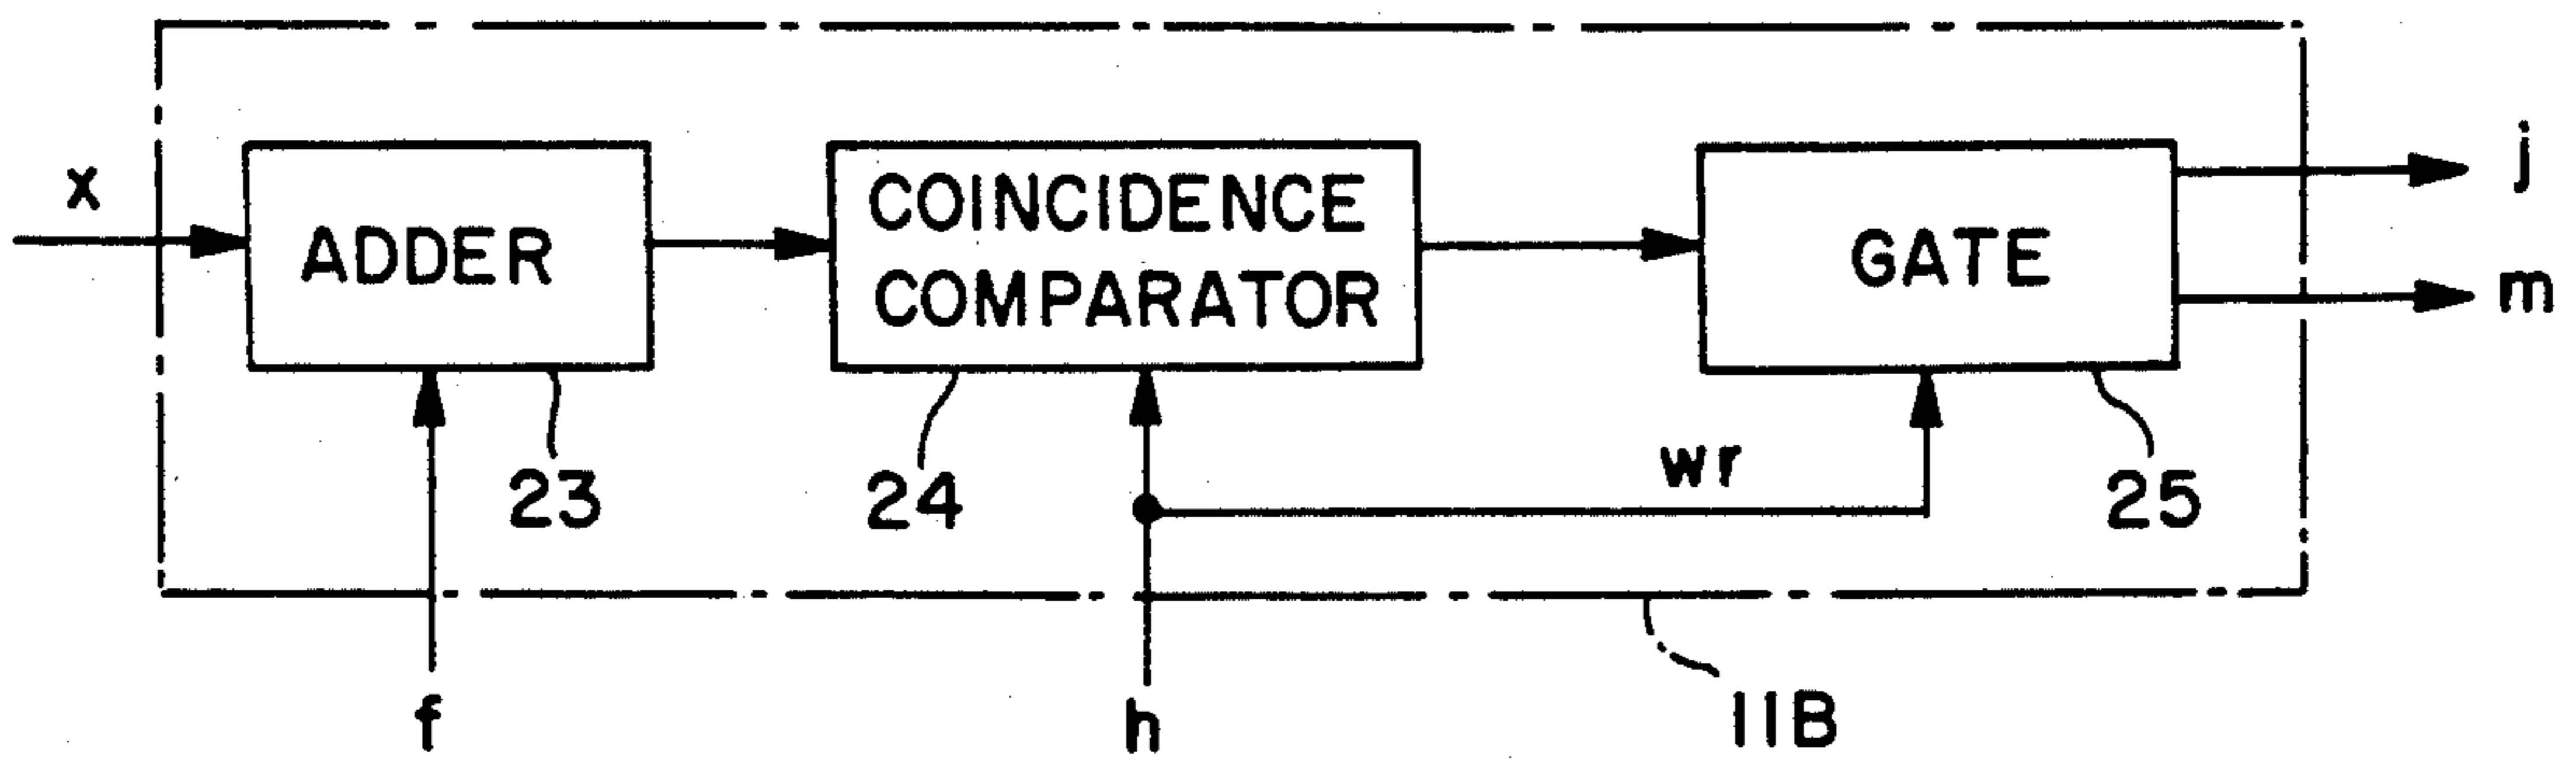 x
ADDER
COINCIDENCE
COMPARATOR
GATE
j
m
23
24
wr
25
f
h
11B